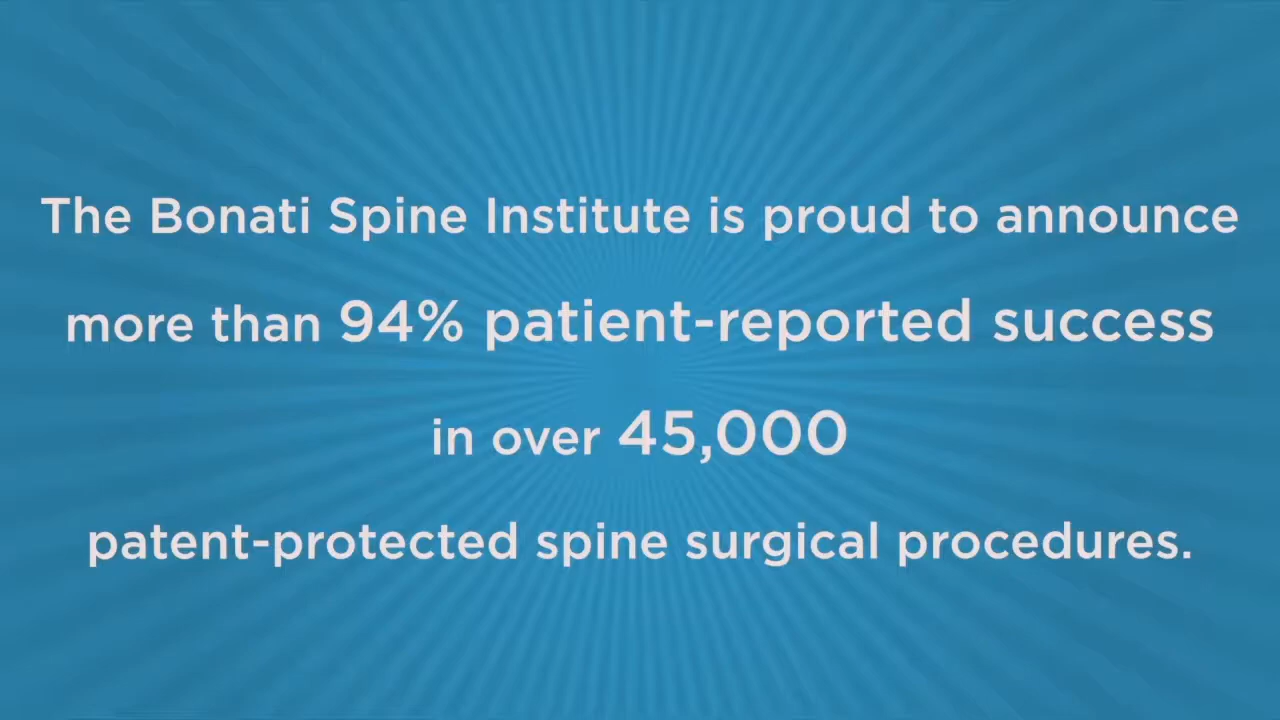 The Bonati Spine Institute is proud to announce
more than 94% patient-reported success
in over 45,000
patent-protected spine surgical procedures.